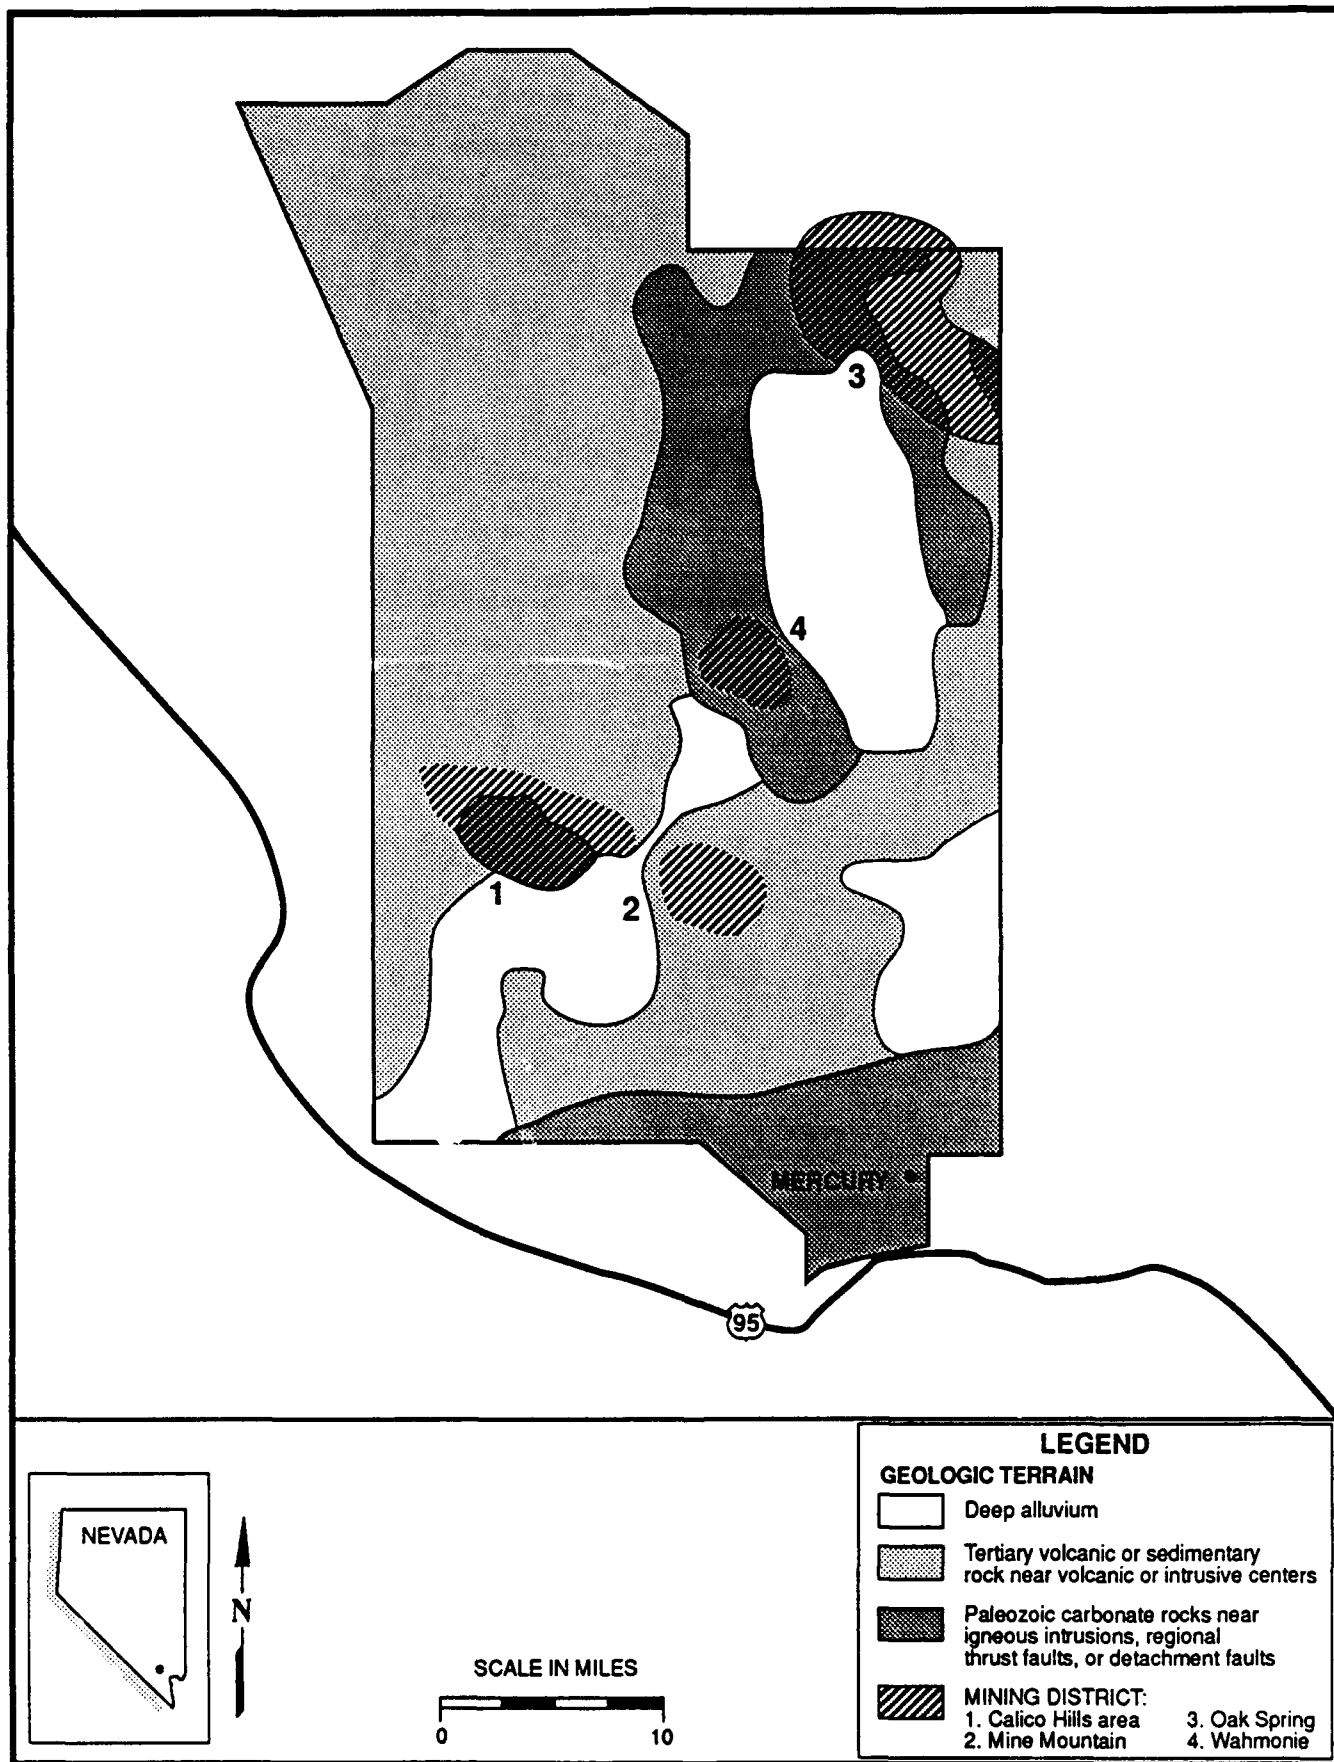 3
4
1
2
MERCURY
95
NEVADA
N
SCALE IN MILES
0 10
LEGEND
GEOLOGIC TERRAIN
Deep alluvium
Tertiary volcanic or sedimentary
rock near volcanic or intrusive centers
Paleozoic carbonate rocks near
igneous intrusions, regional
thrust faults, or detachment faults
MINING DISTRICT:
1. Calico Hills area 3. Oak Spring
2. Mine Mountain 4. Wahmonie